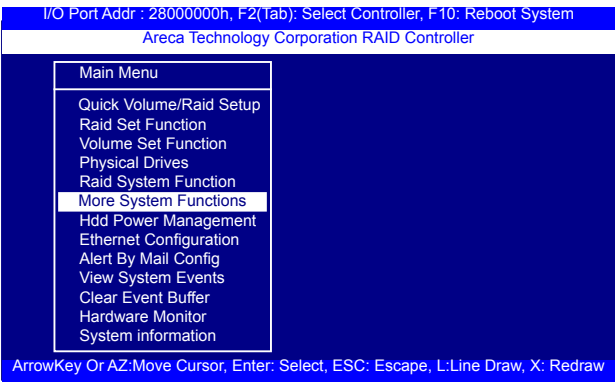 I/O Port Addr : 28000000h, F2(Tab): Select Controller, F10: Reboot System
Areca Technology Corporation RAID Controller
Main Menu
Quick Volume/Raid Setup
Raid Set Function
Volume Set Function
Physical Drives
Raid System Function
More System Functions
Hdd Power Management
Ethernet Configuration
Alert By Mail Config
View System Events
Clear Event Buffer
Hardware Monitor
System information
ArrowKey Or AZ:Move Cursor, Enter: Select, ESC: Escape, L:Line Draw, X: Redraw